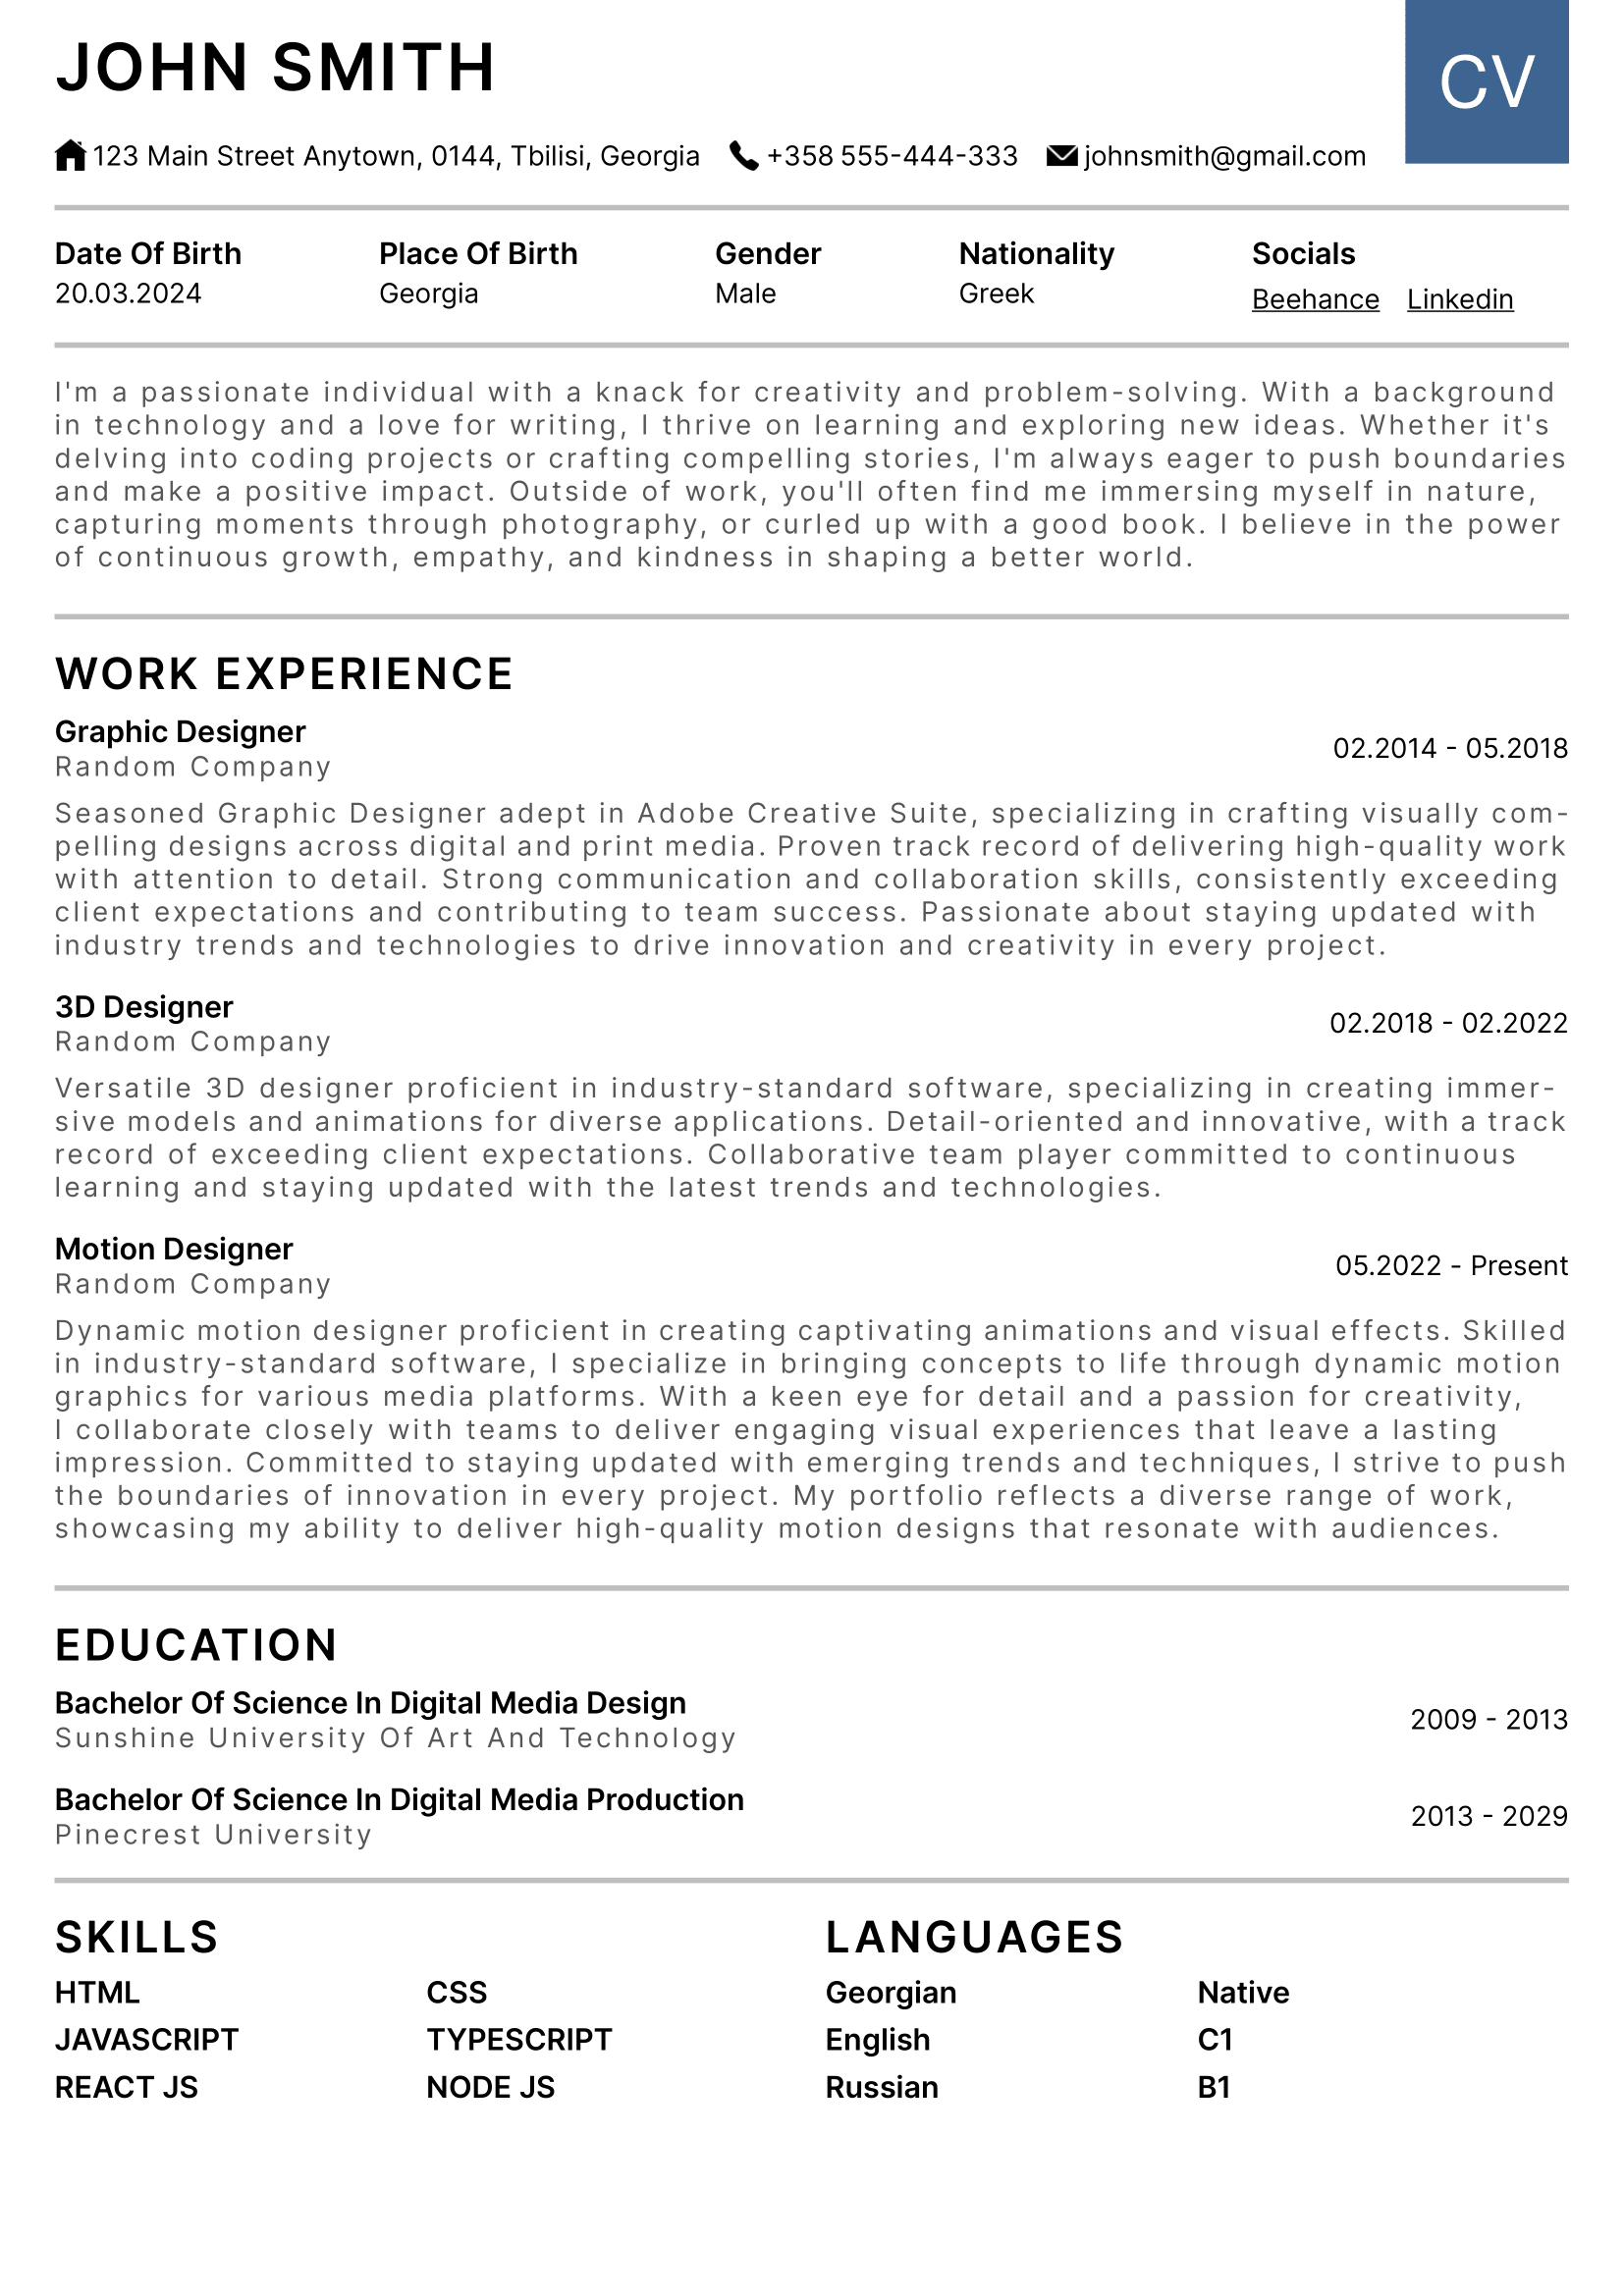 JOHN SMITH
CV
123 Main Street Anytown, 0144, Tbilisi, Georgia +358 555-444-333 johnsmith@gmail.com
Date Of Birth Place Of Birth Gender Nationality Socials
20.03.2024 Georgia Male Greek Beehance Linkedin
I'm a passionate individual with a knack for creativity and problem-solving. With a background
in technology and a love for writing, I thrive on learning and exploring new ideas. Whether it's
delving into coding projects or crafting compelling stories, I'm always eager to push boundaries
and make a positive impact. Outside of work, you'll often find me immersing myself in nature,
capturing moments through photography, or curled up with a good book. I believe in the power
of continuous growth, empathy, and kindness in shaping a better world.
WORK EXPERIENCE
Graphic Designer
Random Company
02.2014 - 05.2018
Seasoned Graphic Designer adept in Adobe Creative Suite, specializing in crafting visually com-
pelling designs across digital and print media. Proven track record of delivering high-quality work
with attention to detail. Strong communication and collaboration skills, consistently exceeding
client expectations and contributing to team success. Passionate about staying updated with
industry trends and technologies to drive innovation and creativity in every project.
3D Designer
Random Company
02.2018 - 02.2022
Versatile 3D designer proficient in industry-standard software, specializing in creating immer-
sive models and animations for diverse applications. Detail-oriented and innovative, with a track
record of exceeding client expectations. Collaborative team player committed to continuous
learning and staying updated with the latest trends and technologies.
Motion Designer
Random Company
05.2022 - Present
Dynamic motion designer proficient in creating captivating animations and visual effects. Skilled
in industry-standard software, I specialize in bringing concepts to life through dynamic motion
graphics for various media platforms. With a keen eye for detail and a passion for creativity,
I collaborate closely with teams to deliver engaging visual experiences that leave a lasting
impression. Committed to staying updated with emerging trends and techniques, I strive to push
the boundaries of innovation in every project. My portfolio reflects a diverse range of work,
showcasing my ability to deliver high-quality motion designs that resonate with audiences.
EDUCATION
Bachelor Of Science In Digital Media Design
Sunshine University Of Art And Technology
2009 - 2013
Bachelor Of Science In Digital Media Production
Pinecrest University
2013 - 2029
SKILLS
HTML CSS
JAVASCRIPT TYPESCRIPT
REACT JS NODE JS
LANGUAGES
Georgian Native
English C1
Russian B1